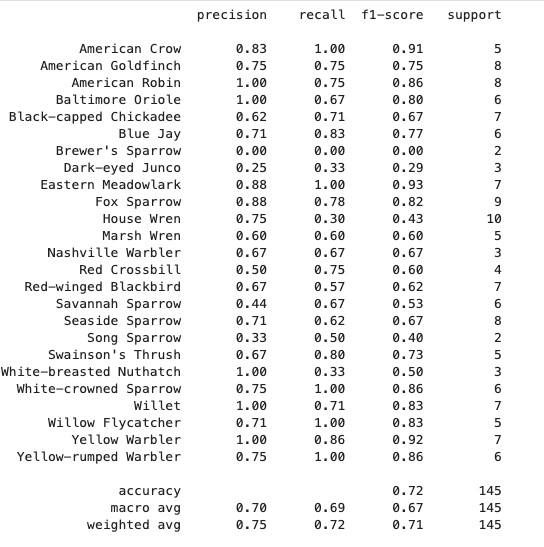 precision recall f1-score support
American Crow 0.83 1.00 0.91 5
American Goldfinch 0.75 0.75 0.75 8
American Robin 1.00 0.75 0.86 8
Baltimore Oriole 1.00 0.67 0.80 6
Black-capped Chickadee 0.62 0.71 0.67 7
Blue Jay 0.71 0.83 0.77 6
Brewer's Sparrow 0.00 0.00 0.00 2
Dark-eyed Junco 0.25 0.33 0.29 3
Eastern Meadowlark 0.88 1.00 0.93 7
Fox Sparrow 0.88 0.78 0.82 9
House Wren 0.75 0.30 0.43 10
Marsh Wren 0.60 0.60 0.60 5
Nashville Warbler 0.67 0.67 0.67 3
Red Crossbill 0.50 0.75 0.60 4
Red-winged Blackbird 0.67 0.57 0.62 7
Savannah Sparrow 0.44 0.67 0.53 6
Seaside Sparrow 0.71 0.62 0.67 8
Song Sparrow 0.33 0.50 0.40 2
Swainson's Thrush 0.67 0.80 0.73 5
White-breasted Nuthatch 1.00 0.33 0.50 3
White-crowned Sparrow 0.75 1.00 0.86 6
Willet 1.00 0.71 0.83 7
Willow Flycatcher 0.71 1.00 0.83 5
Yellow Warbler 1.00 0.86 0.92 7
Yellow-rumped Warbler 0.75 1.00 0.86 6
accuracy 0.72 145
macro avg 0.70 0.69 0.67 145
weighted avg 0.75 0.72 0.71 145